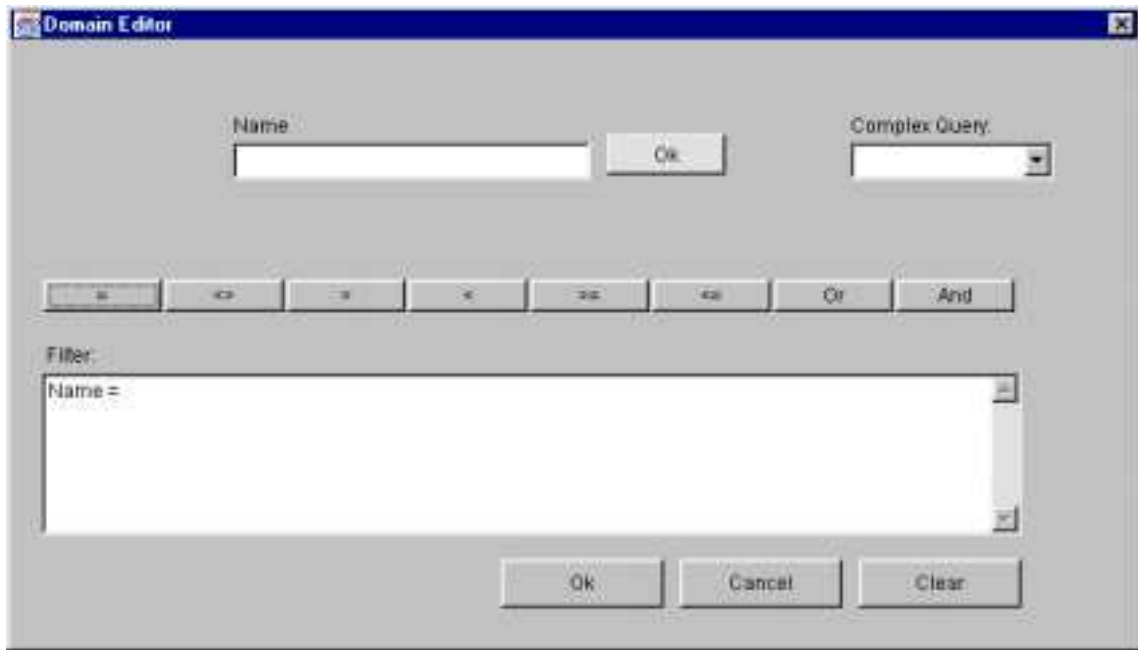 Domain Editor
Name
Ok
Complex Query:
= <> > < >= <= Or And
Filter:
Name =
Ok Cancel Clear